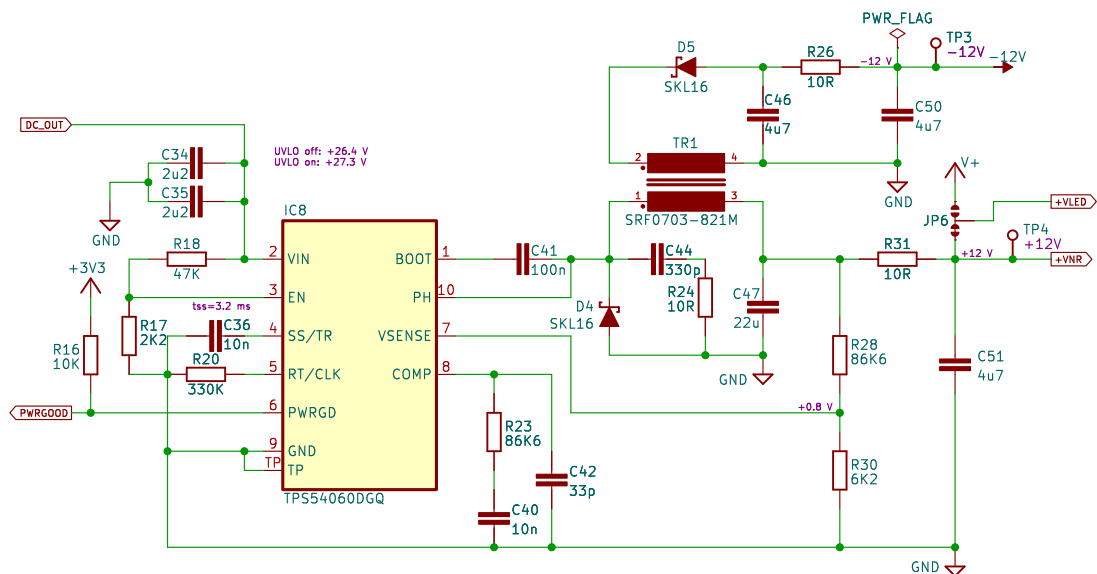 PWR_FLAG
TP3
-12V
-12 V
-12V
D5
SKL16
R26
10R
C46
4u7
C50
4u7
GND
DC_OUT
C34
2u2
C35
2u2
GND
UVLO off: +26.4 V
UVLO on: +27.3 V
TR1
2
4
1
3
SRF0703-821M
V+
JP6
+VLED
TP4
+12V
+12 V
+VNR
IC8
R18
47K
2
VIN
BOOT
1
C41
100n
C44
330p
R31
10R
+3V3
3
EN
PH
10
R24
10R
D4
SKL16
C47
22u
tss=3.2 ms
R17
2K2
C36
10n
4
SS/TR
VSENSE
7
R16
10K
R20
330K
5
RT/CLK
COMP
8
GND
R28
86K6
C51
4u7
PWRGOOD
6
PWRGD
+0.8 V
R23
86K6
9
GND
TP
TP
C42
33p
R30
6K2
TPS54060DGQ
C40
10n
GND